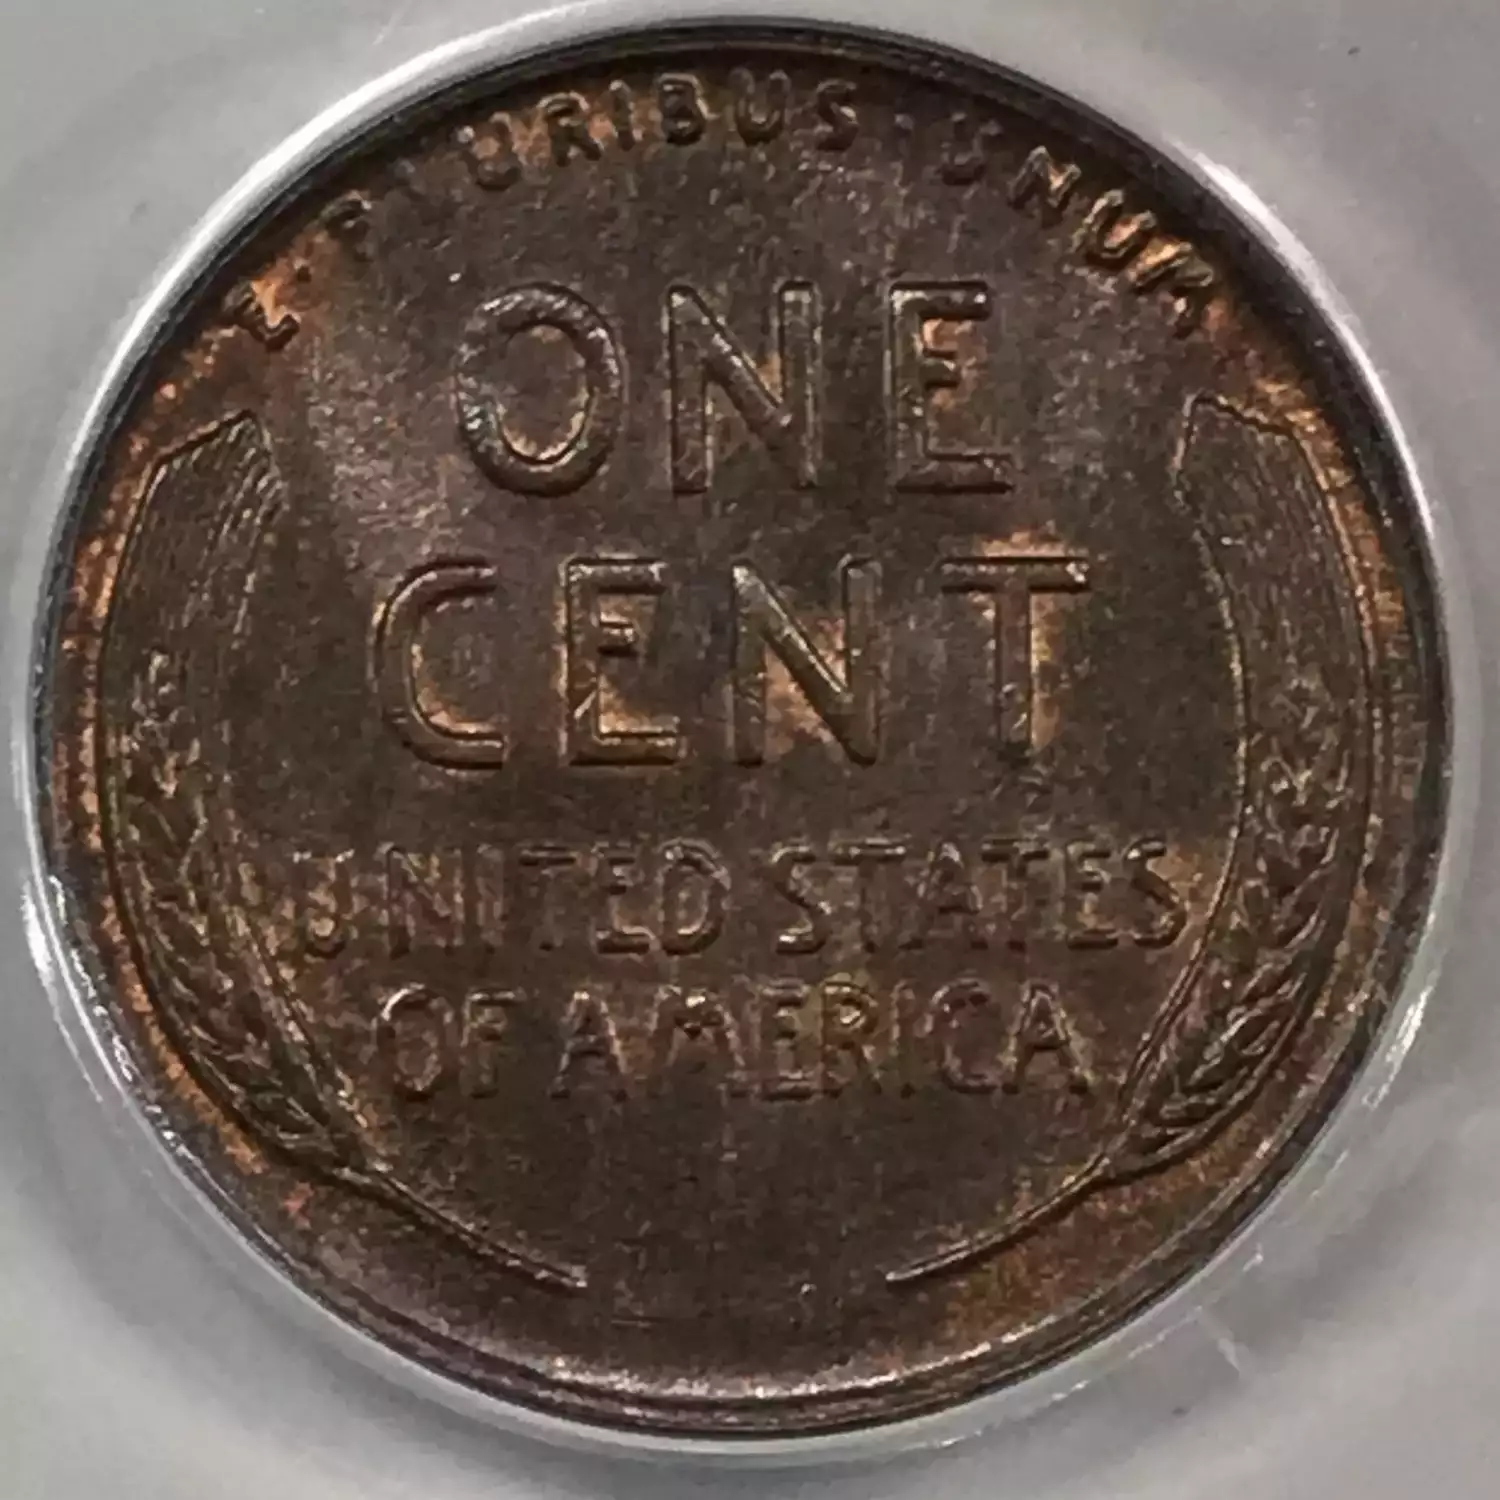 E·PLURIBUS·UNUM
ONE
CENT
UNITED STATES
OF AMERICA